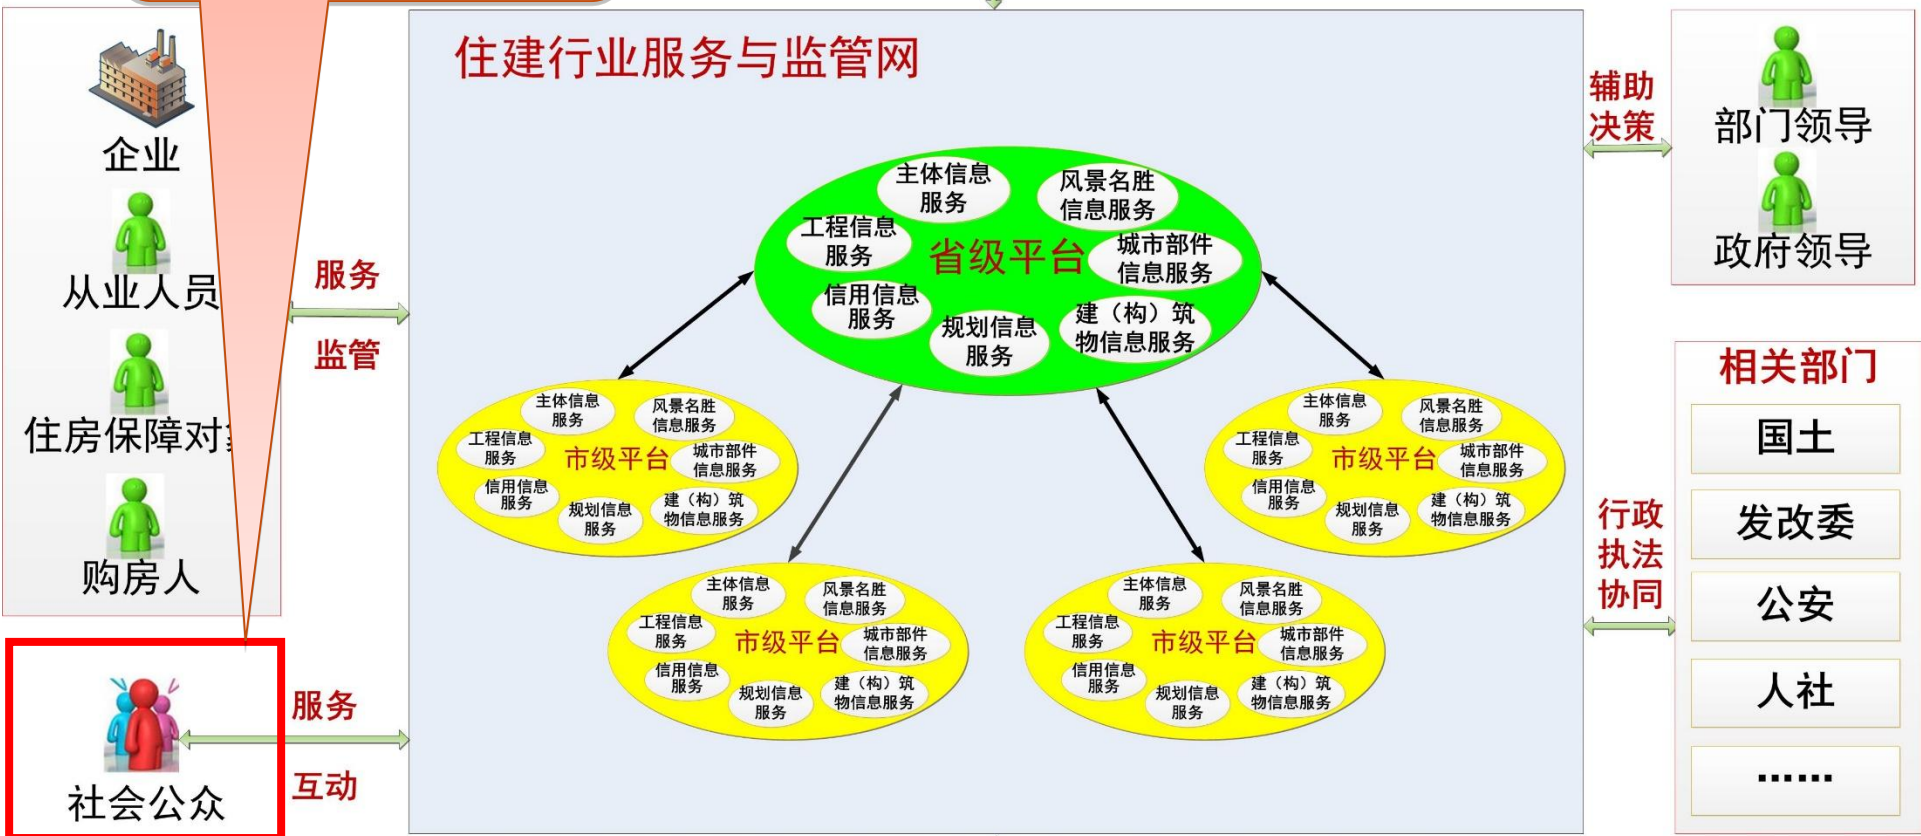 住建行业服务与监管网
企业
从业人员
住房保障对
购房人
服务
监管
社会公众
服务
互动
主体信息
服务
风景名胜
信息服务
工程信息
服务
省级平台
城市部件
信息服务
信用信息
服务
规划信息
服务
建（构）筑
物信息服务
主体信息
服务
风景名胜
信息服务
工程信息
服务
市级平台
城市部件
信息服务
信用信息
服务
规划信息
服务
建（构）筑
物信息服务
主体信息
服务
风景名胜
信息服务
工程信息
服务
市级平台
城市部件
信息服务
信用信息
服务
规划信息
服务
建（构）筑
物信息服务
主体信息
服务
风景名胜
信息服务
工程信息
服务
市级平台
城市部件
信息服务
信用信息
服务
规划信息
服务
建（构）筑
物信息服务
主体信息
服务
风景名胜
信息服务
工程信息
服务
市级平台
城市部件
信息服务
信用信息
服务
规划信息
服务
建（构）筑
物信息服务
辅助
决策
部门领导
政府领导
行政
执法
协同
相关部门
国土
发改委
公安
人社
……